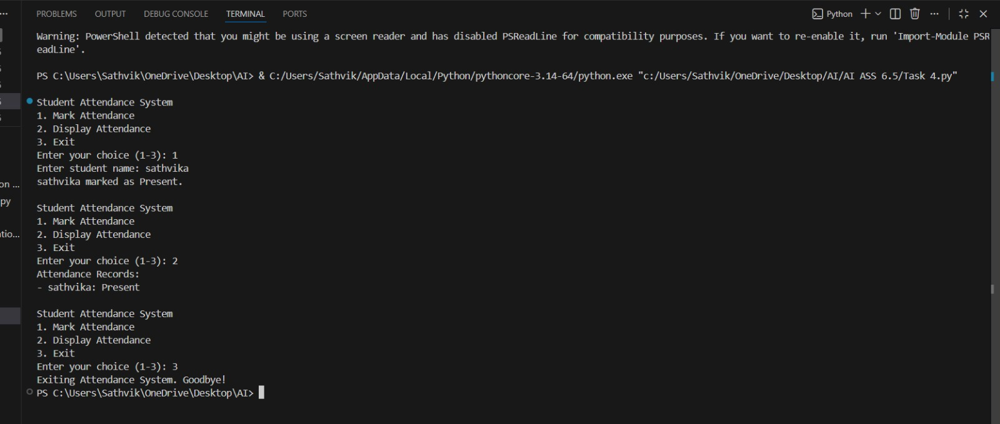 PROBLEMS OUTPUT DEBUG CONSOLE TERMINAL PORTS Python
Warning: PowerShell detected that you might be using a screen reader and has disabled PSReadLine for compatibility purposes. If you want to re-enable it, run 'Import-Module PSR
eadLine'.
PS C:\Users\Sathvik\OneDrive\Desktop\AI> & C:/Users/Sathvik/AppData/Local/Python/pythoncore-3.14-64/python.exe "c:/Users/Sathvik/OneDrive/Desktop/AI/AI ASS 6.5/Task 4.py"
Student Attendance System
1. Mark Attendance
2. Display Attendance
3. Exit
Enter your choice (1-3): 1
Enter student name: sathvika
sathvika marked as Present.
Student Attendance System
1. Mark Attendance
2. Display Attendance
3. Exit
Enter your choice (1-3): 2
Attendance Records:
- sathvika: Present
Student Attendance System
1. Mark Attendance
2. Display Attendance
3. Exit
Enter your choice (1-3): 3
Exiting Attendance System. Goodbye!
PS C:\Users\Sathvik\OneDrive\Desktop\AI>
on ...
py
atio...